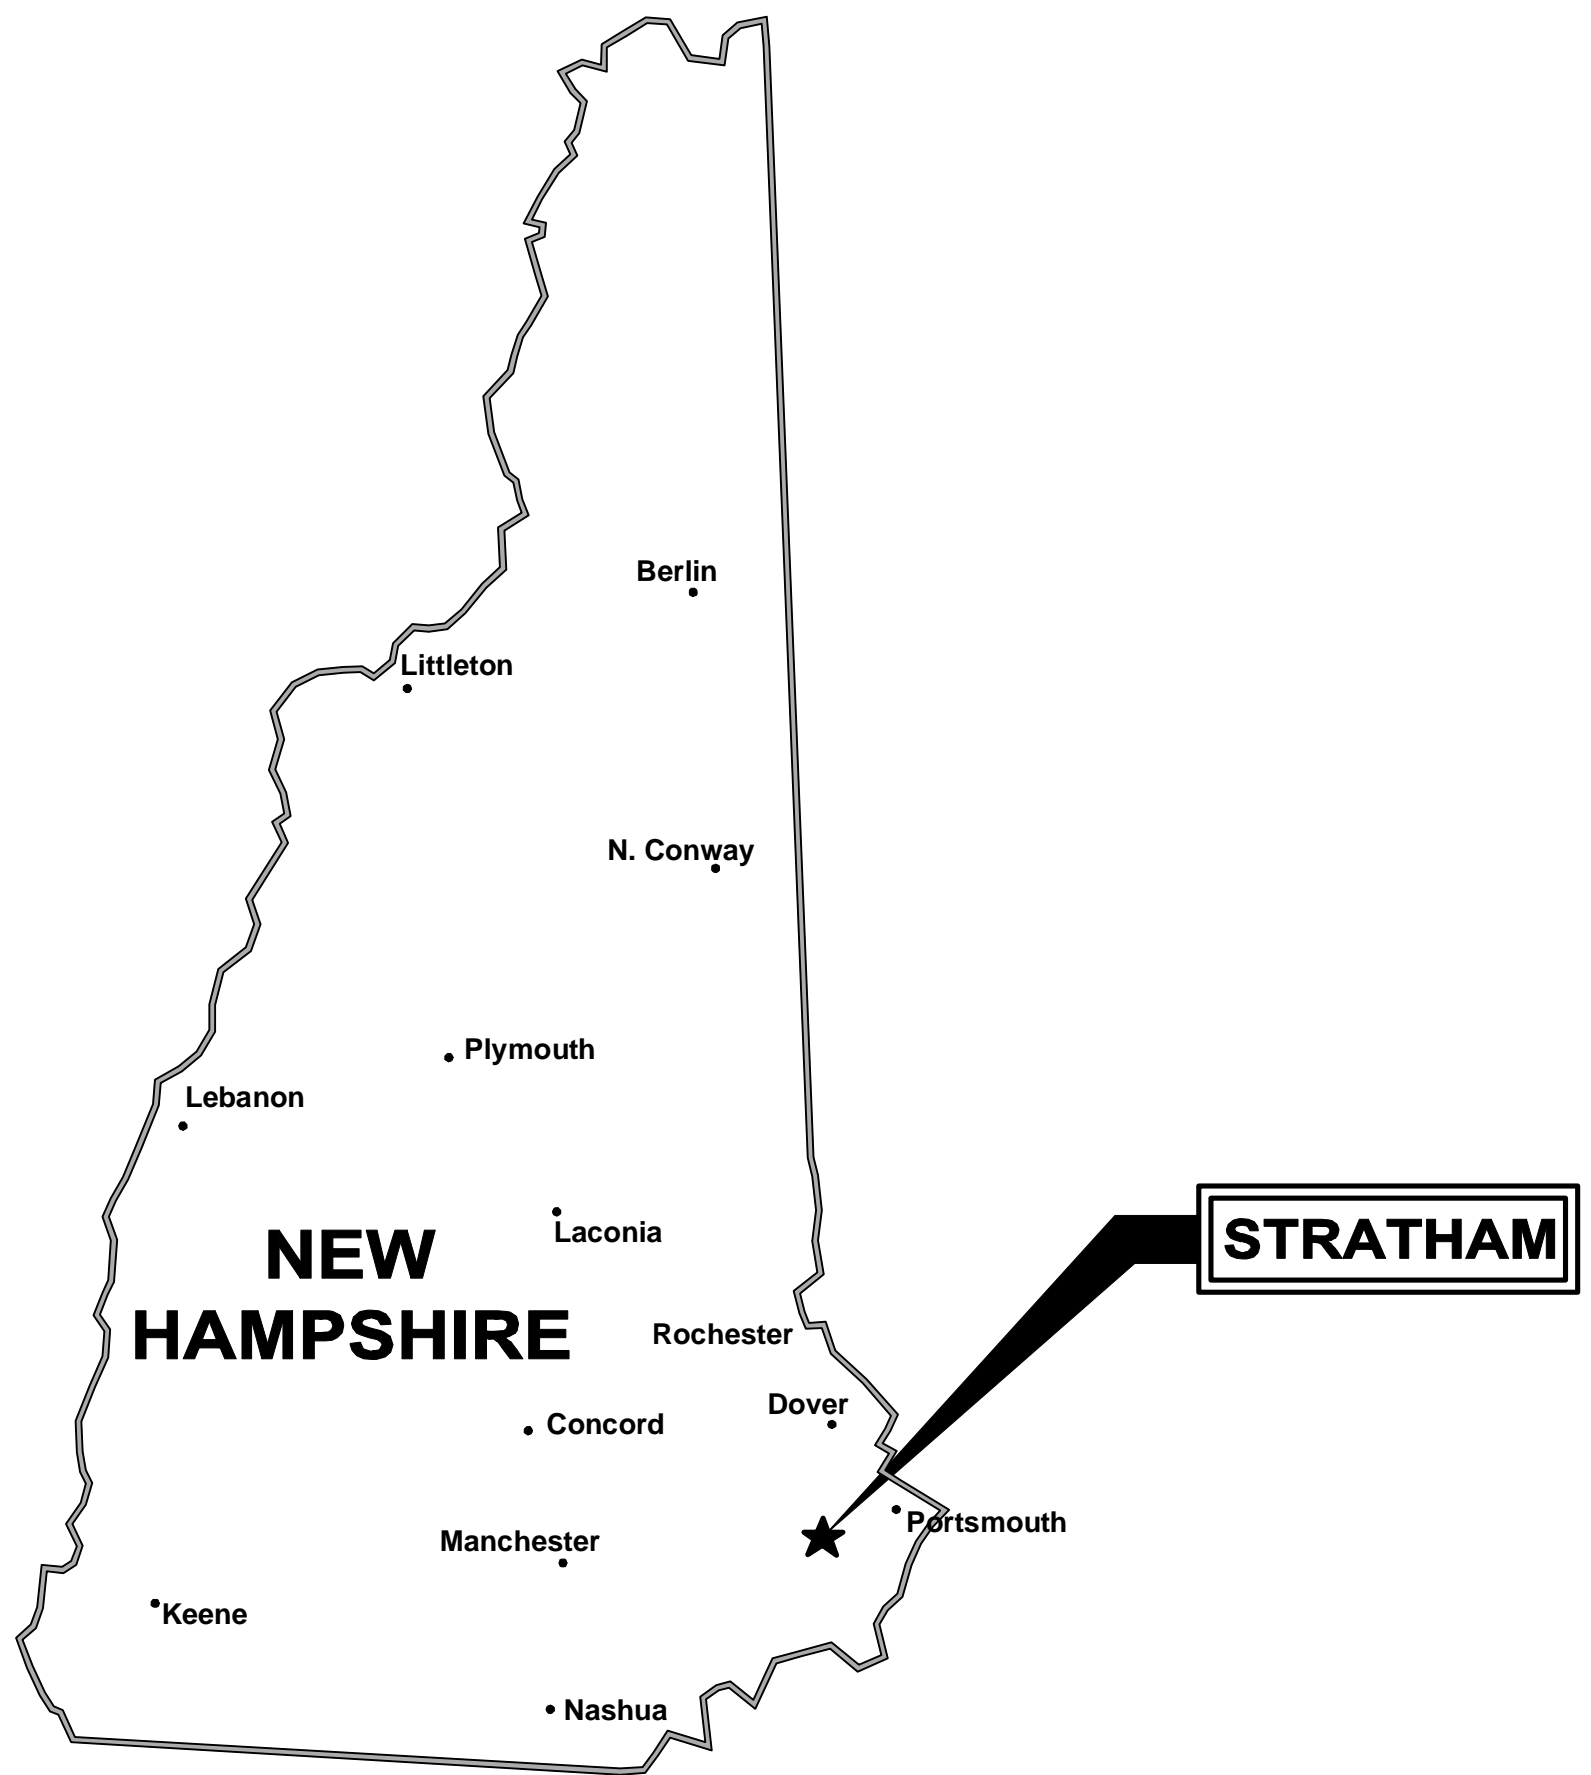 Berlin
Littleton
N. Conway
Plymouth
Lebanon
Laconia
NEW
HAMPSHIRE
STRATHAM
Rochester
Dover
Concord
Portsmouth
Manchester
Keene
Nashua